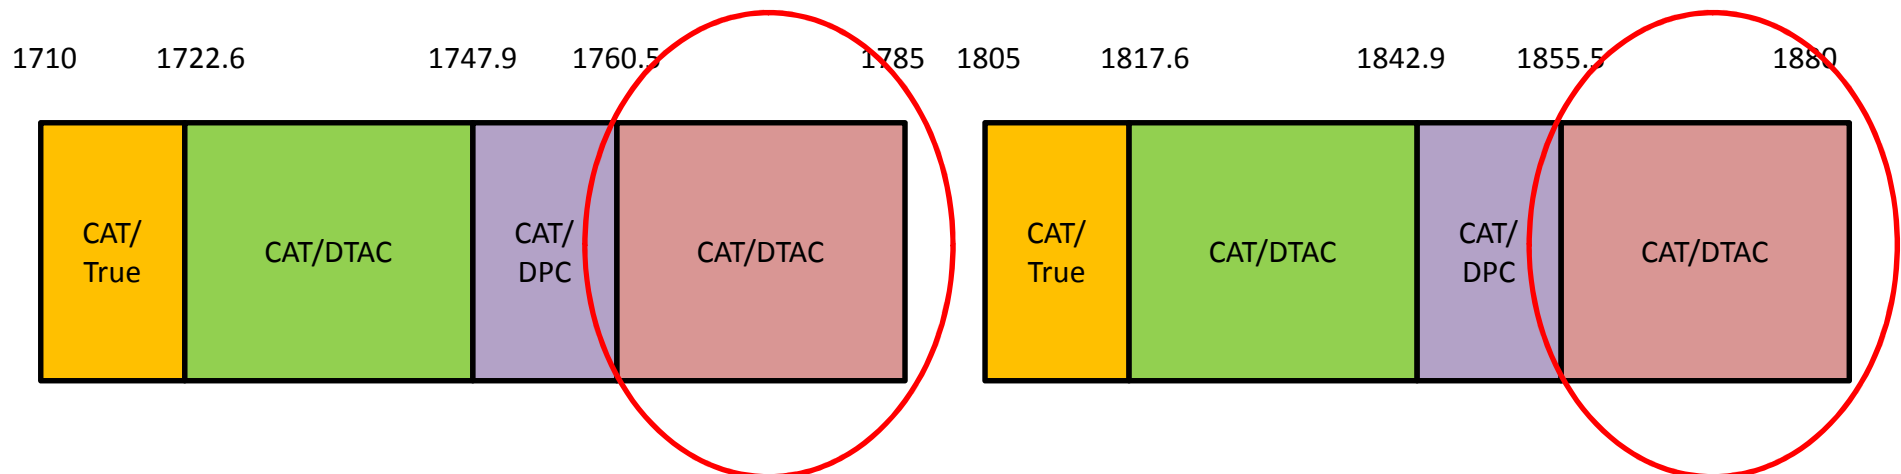 1710 1722.6 1747.9 1760.5 1785 1805 1817.6 1842.9 1855.5 1880
CAT/
True
CAT/DTAC
CAT/
DPC
CAT/DTAC
CAT/
True
CAT/DTAC
CAT/
DPC
CAT/DTAC